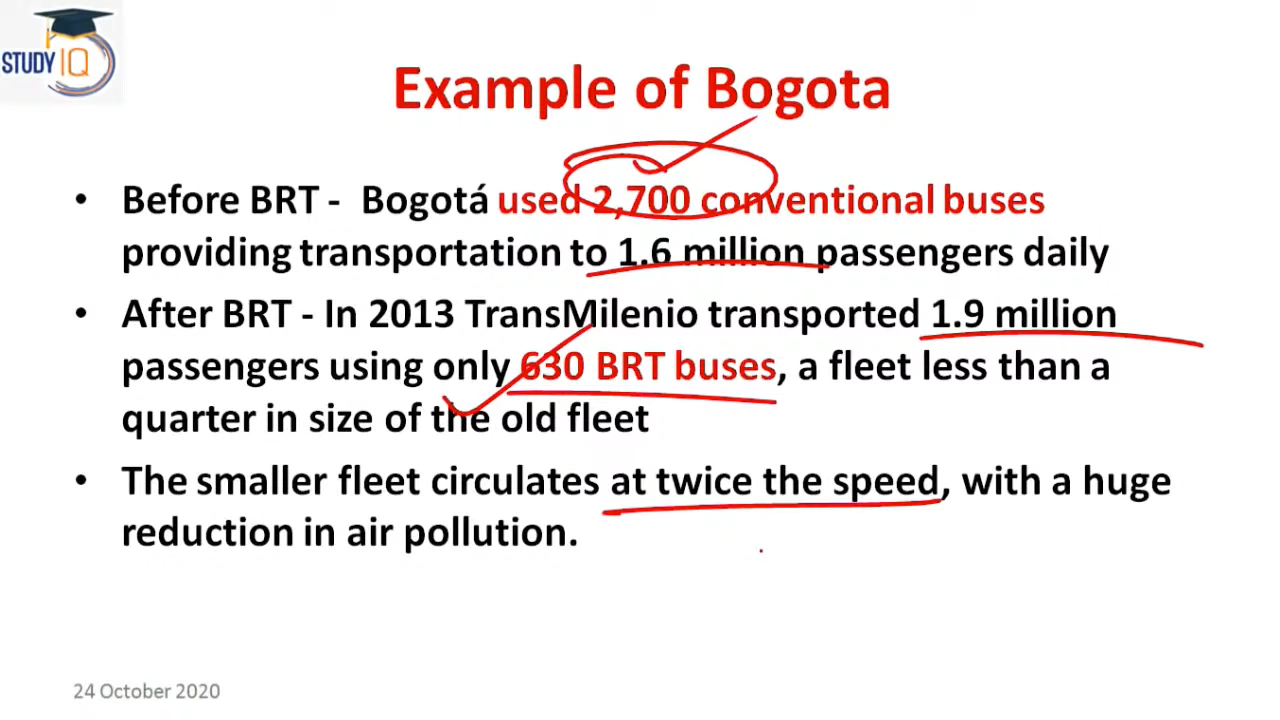 STUDY IQ
Example of Bogota
• Before BRT - Bogotá used 2,700 conventional buses
providing transportation to 1.6 million passengers daily
• After BRT - In 2013 TransMilenio transported 1.9 million
passengers using only 630 BRT buses, a fleet less than a
quarter in size of the old fleet
• The smaller fleet circulates at twice the speed, with a huge
reduction in air pollution.
24 October 2020